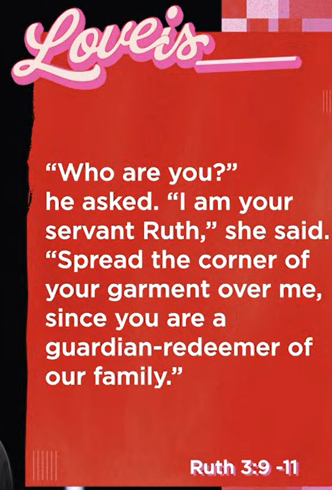 Love is____
“Who are you?”
he asked. “I am your
servant Ruth,” she said.
“Spread the corner of
your garment over me,
since you are a
guardian-redeemer of
our family.”
Ruth 3:9 -11